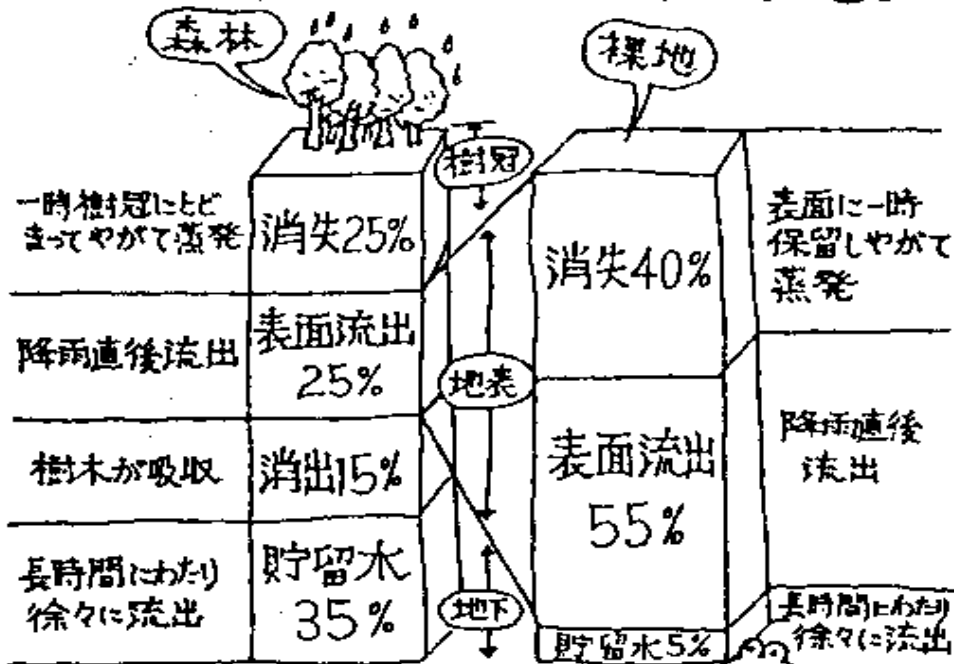 森林
裸地
樹冠
一時樹冠にとど
まってやがて蒸発
消失25%
降雨直後流出
表面流出
25%
樹木が吸収
消出15%
長時間にわたり
徐々に流出
貯留水
35%
地表
地下
消失40%
表面に一時
保留しやがて
蒸発
表面流出
55%
降雨直後
流出
貯留水5%
長時間にわたり
徐々に流出